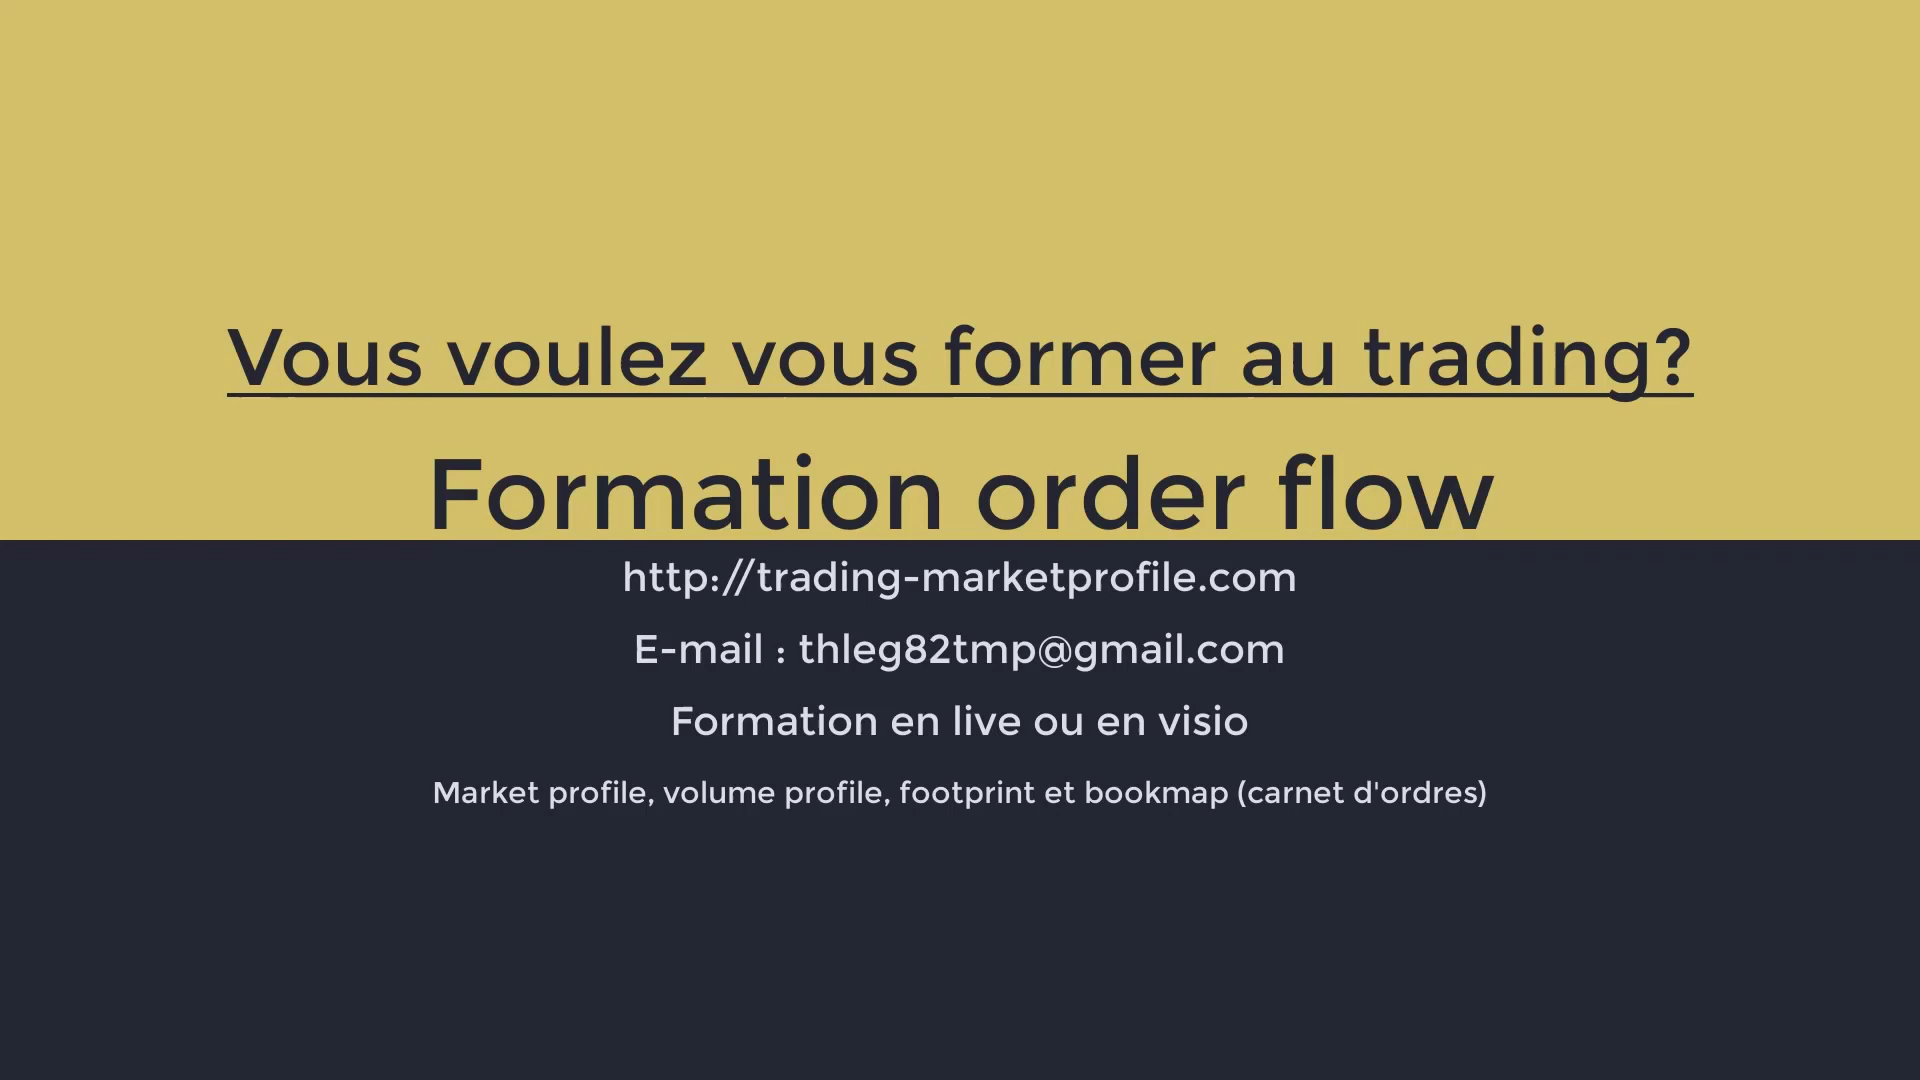 Vous voulez vous former au trading?
Formation order flow
http://trading-marketprofile.com
E-mail : thleg82tmp@gmail.com
Formation en live ou en visio
Market profile, volume profile, footprint et bookmap (carnet d'ordres)